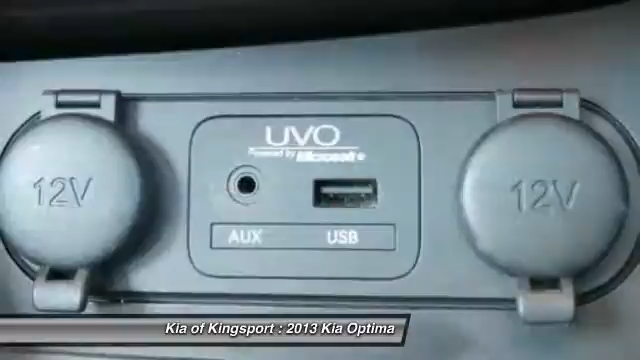 UVO
Powered by Microsoft®
12V
12V
AUX USB
Kia of Kingsport : 2013 Kia Optima